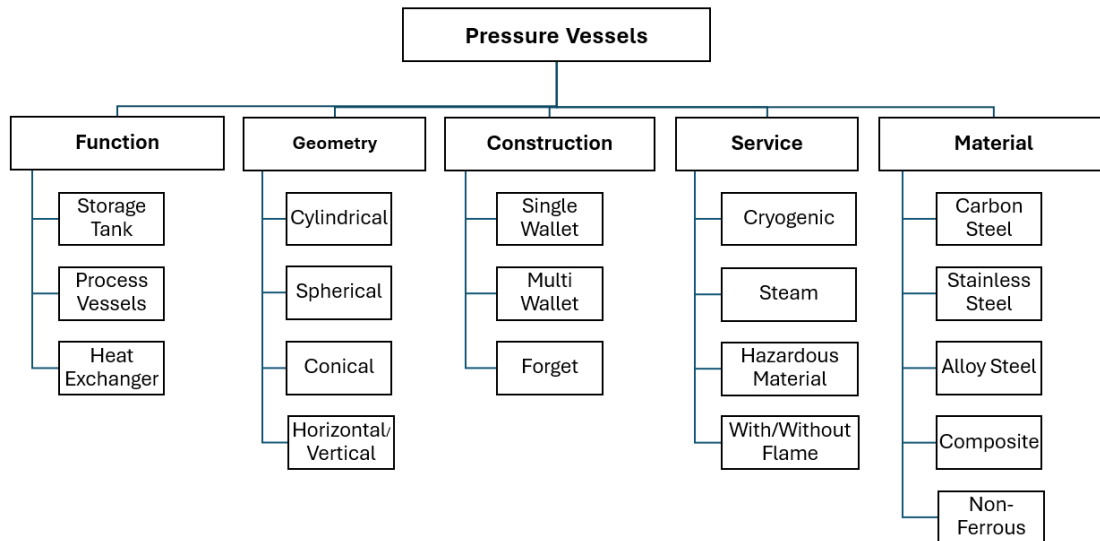 Pressure Vessels
Function
Geometry
Construction
Service
Material
Storage
Tank
Process
Vessels
Heat
Exchanger
Cylindrical
Spherical
Conical
Horizontal/
Vertical
Single
Wallet
Multi
Wallet
Forget
Cryogenic
Steam
Hazardous
Material
With/Without
Flame
Carbon
Steel
Stainless
Steel
Alloy Steel
Composite
Non-
Ferrous